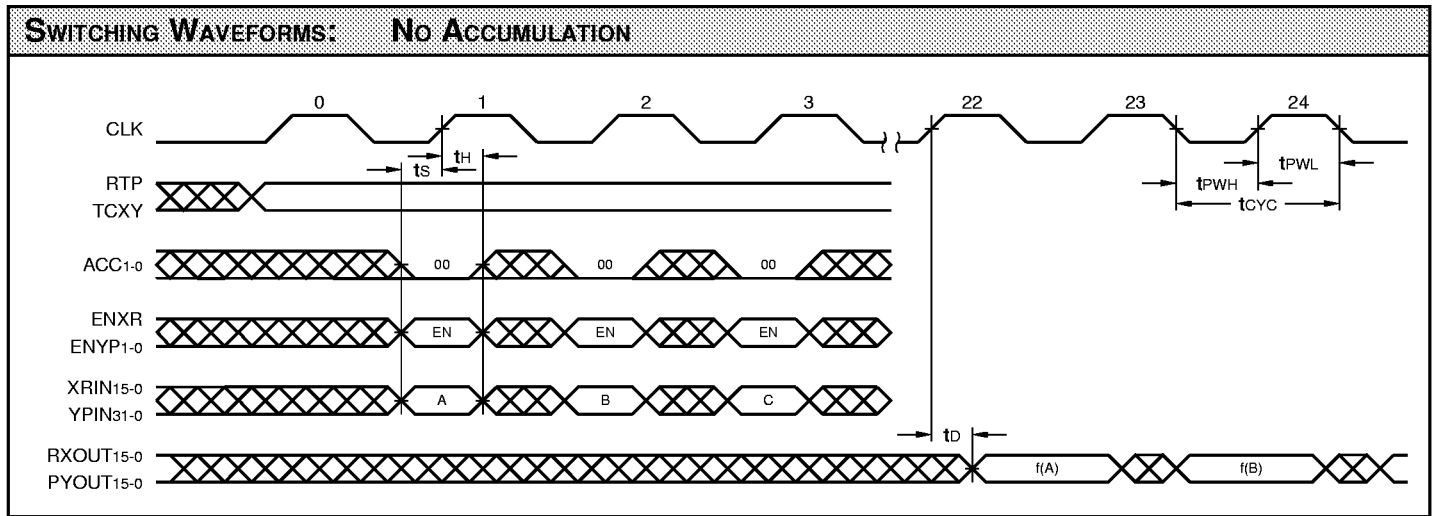 SWITCHING WAVEFORMS: NO ACCUMULATION
0 1 2 3 22 23 24
CLK
tS tH
tPWL
tPWH
tCYC
RTP
TCXY
ACC1-0 00 00 00
ENXR
ENYP1-0
EN EN EN
XRIN15-0
YPIN31-0
A B C
tD
RXOUT15-0
PYOUT15-0
f(A) f(B)